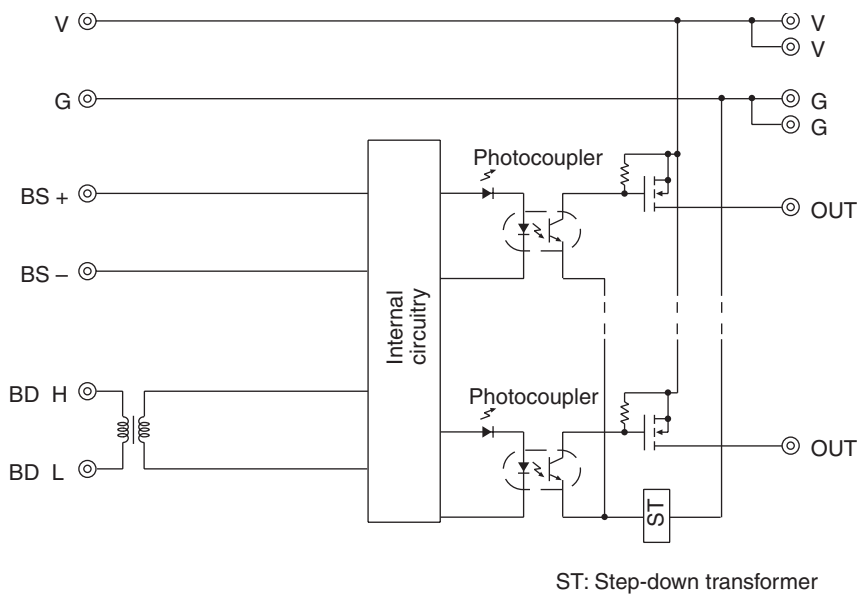 V
V
V
G
G
G
Photocoupler
BS +
OUT
BS –
Internal
circuitry
Photocoupler
BD H
OUT
BD L
ST
ST: Step-down transformer